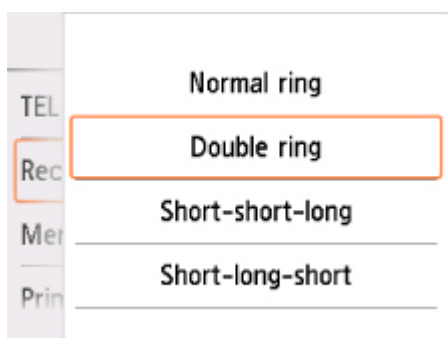 Normal ring
TEL
Double ring
Rec
Short-short-long
Mer
Short-long-short
Prin